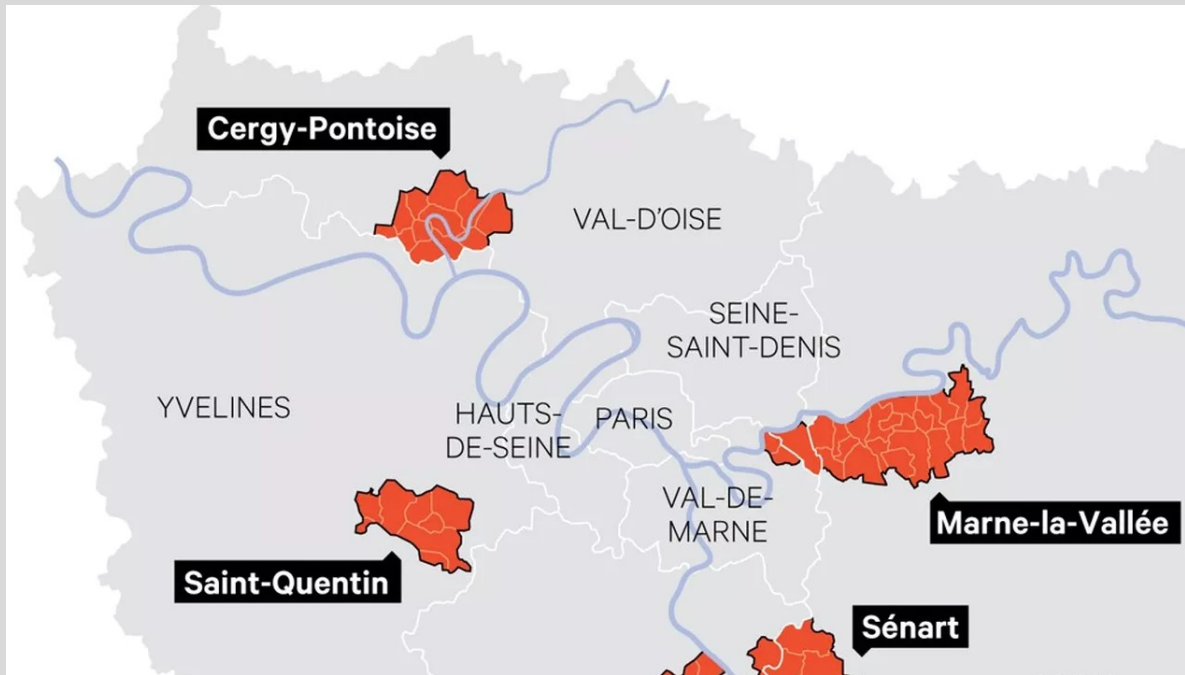 Cergy-Pontoise
VAL-D'OISE
SEINE-
SAINT-DENIS
YVELINES
HAUTS-
DE-SEINE
PARIS
VAL-DE-
MARNE
Marne-la-Vallée
Saint-Quentin
Sénart